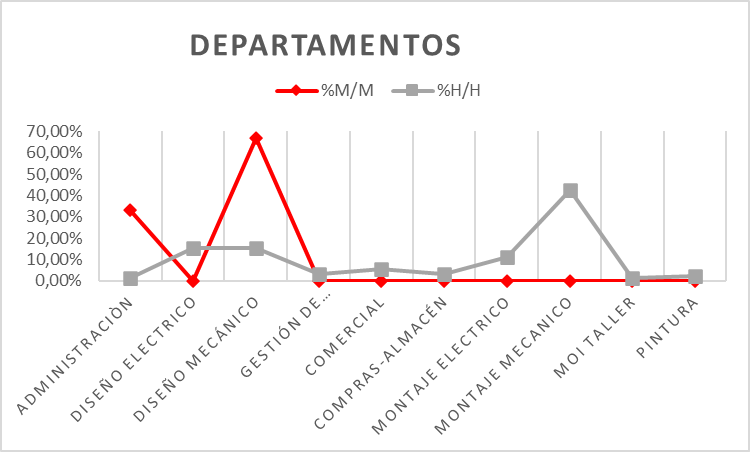 DEPARTAMENTOS
%M/M %H/H
70,00%
60,00%
50,00%
40,00%
30,00%
20,00%
10,00%
0,00%
ADMINISTRACIÒN
DISEÑO ELECTRICO
DISEÑO MECÁNICO
GESTIÓN DE...
COMERCIAL
COMPRAS-ALMACÉN
MONTAJE ELECTRICO
MONTAJE MECANICO
MOI TALLER
PINTURA